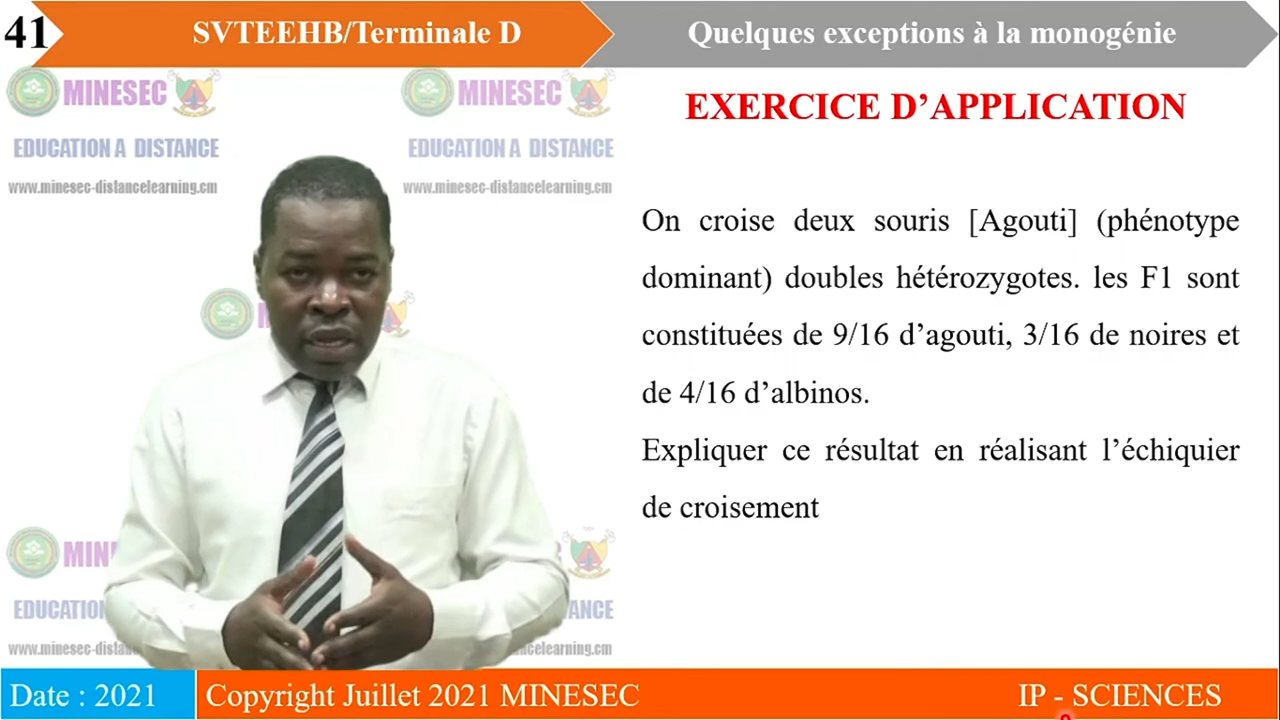 41
SVTEEHB/Terminale D
Quelques exceptions à la monogénie
MINESEC
MINESEC
EXERCICE D'APPLICATION
EDUCATION A DISTANCE
EDUCATION A DISTANCE
www.minesec-distancelearning.cm
www.minesec-distancelearning.cm
On croise deux souris [Agouti] (phénotype
dominant) doubles hétérozygotes. les F1 sont
constituées de 9/16 d'agouti, 3/16 de noires et
de 4/16 d'albinos.
Expliquer ce résultat en réalisant l'échiquier
de croisement
EDUCATION
Date : 2021
Copyright Juillet 2021 MINESEC
IP - SCIENCES